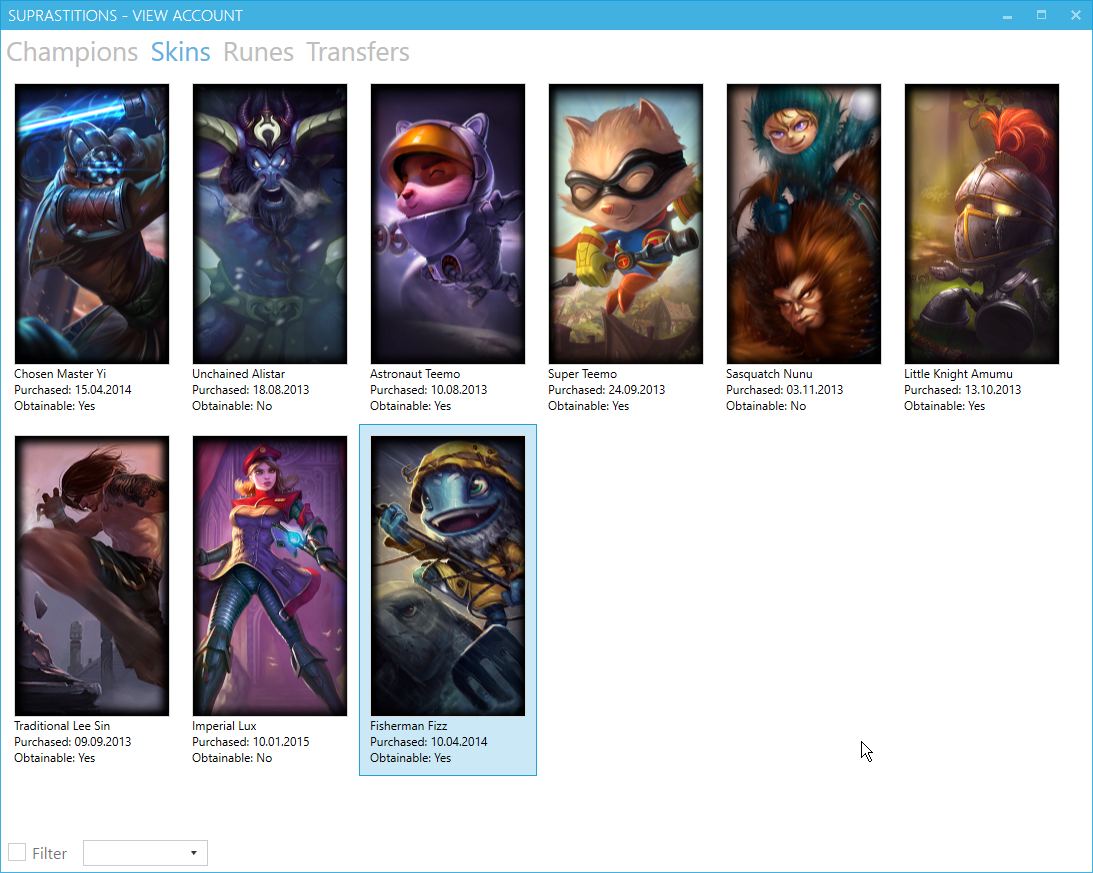 SUPRASTITIONS - VIEW ACCOUNT
Champions Skins Runes Transfers
Chosen Master Yi
Purchased: 15.04.2014
Obtainable: Yes
Unchained Alistar
Purchased: 18.08.2013
Obtainable: No
Astronaut Teemo
Purchased: 10.08.2013
Obtainable: Yes
Super Teemo
Purchased: 24.09.2013
Obtainable: Yes
Sasquatch Nunu
Purchased: 03.11.2013
Obtainable: No
Little Knight Amumu
Purchased: 13.10.2013
Obtainable: Yes
Traditional Lee Sin
Purchased: 09.09.2013
Obtainable: Yes
Imperial Lux
Purchased: 10.01.2015
Obtainable: No
Fisherman Fizz
Purchased: 10.04.2014
Obtainable: Yes
Filter